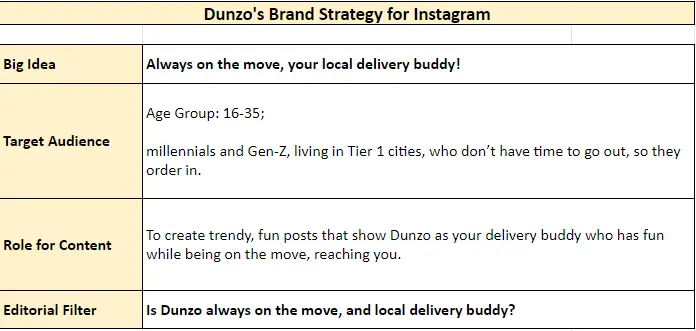 Dunzo's Brand Strategy for Instagram
Big Idea
Always on the move, your local delivery buddy!
Target Audience
Age Group: 16-35;
millennials and Gen-Z, living in Tier 1 cities, who don’t have time to go out, so they
order in.
Role for Content
To create trendy, fun posts that show Dunzo as your delivery buddy who has fun
while being on the move, reaching you.
Editorial Filter
Is Dunzo always on the move, and local delivery buddy?